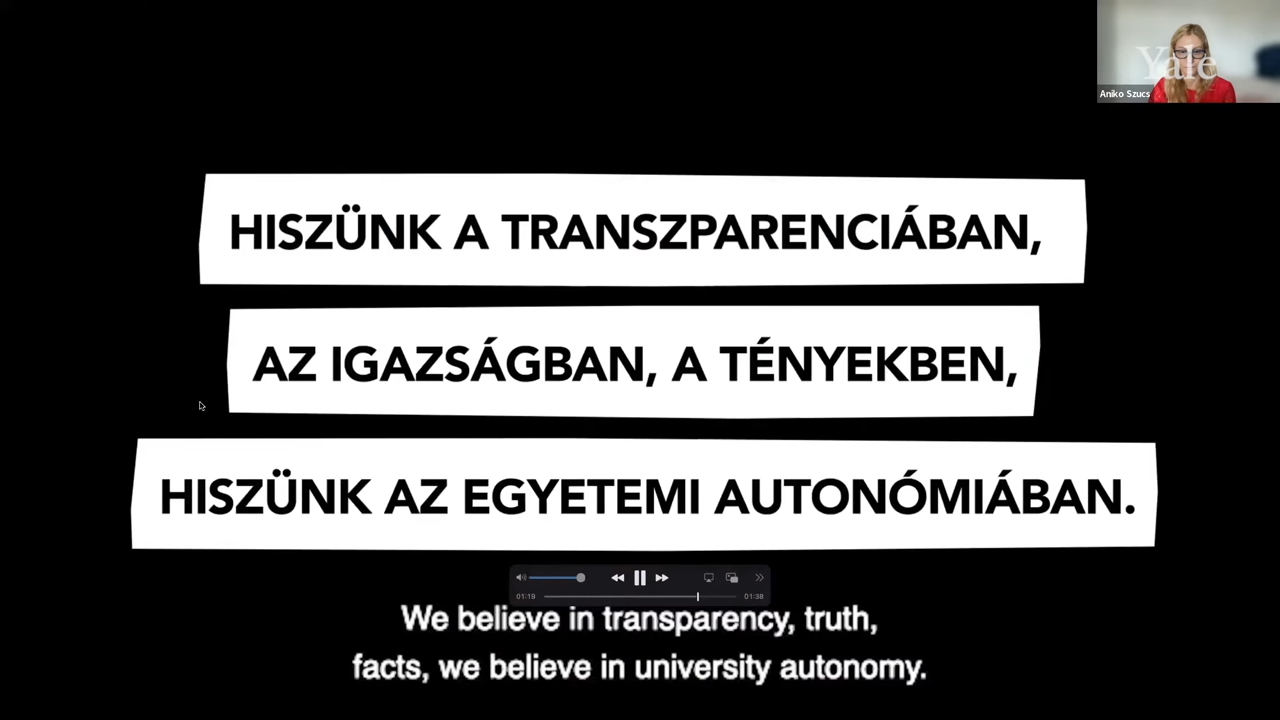 Yale
Aniko Szucs
HISZÜNK A TRANSZPARENCIÁBAN,
AZ IGAZSÁGBAN, A TÉNYEKBEN,
HISZÜNK AZ EGYETEMI AUTONÓMIÁBAN.
01:19 01:38
We believe in transparency, truth,
facts, we believe in university autonomy.